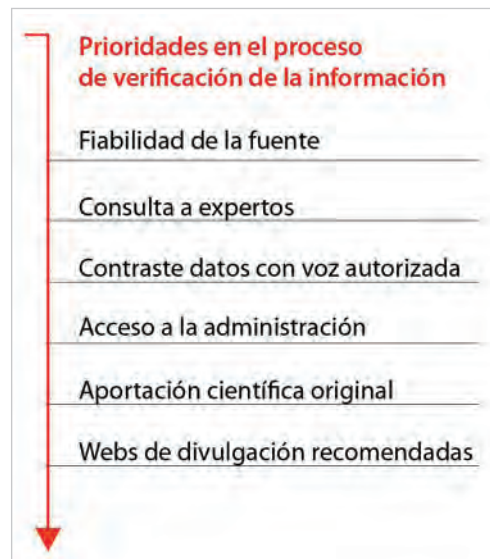 Prioridades en el proceso
de verificación de la información
Fiabilidad de la fuente
Consulta a expertos
Contraste datos con voz autorizada
Acceso a la administración
Aportación científica original
Webs de divulgación recomendadas